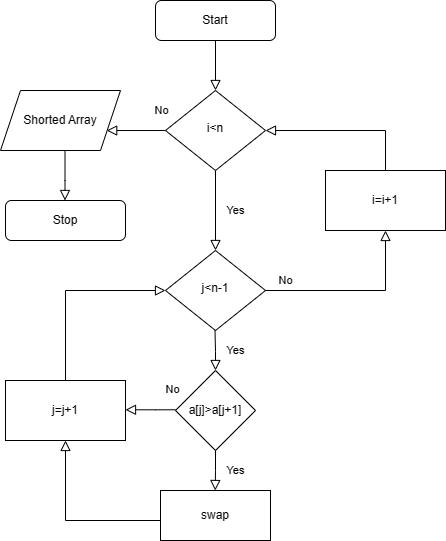 Start
No
i<n
Shorted Array
i=i+1
Yes
Stop
j<n-1
No
Yes
No
j=j+1
a[j]>a[j+1]
Yes
swap